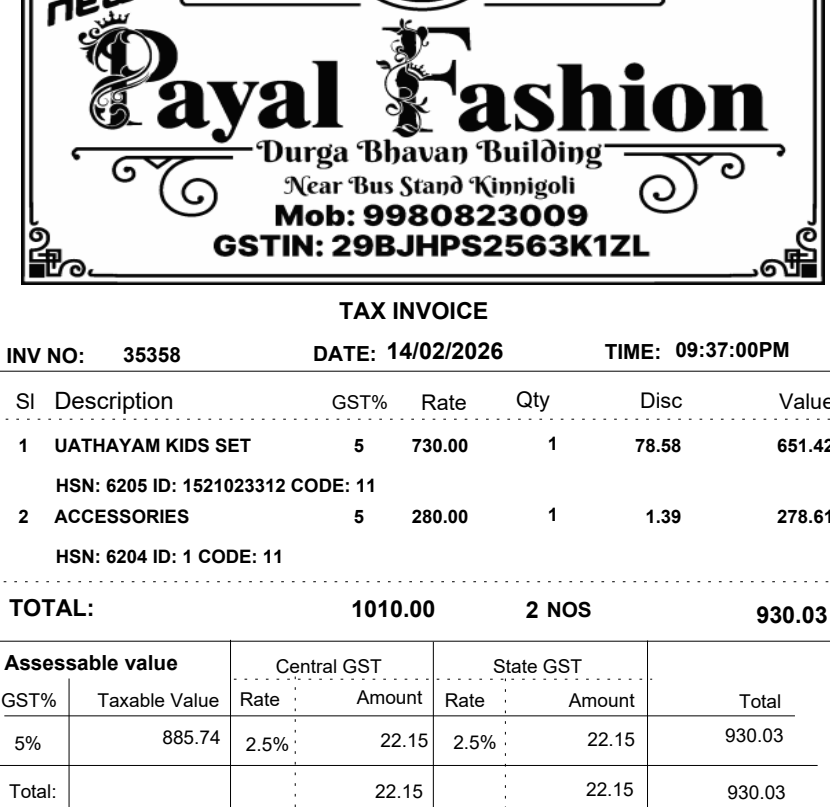 new
Payal Fashion
Durga Bhavan Building
Near Bus Stand Kinnigoli
Mob: 9980823009
GSTIN: 29BJHPS2563K1ZL
TAX INVOICE
INV NO: 35358 DATE: 14/02/2026 TIME: 09:37:00PM
Sl Description GST% Rate Qty Disc Value
1 UATHAYAM KIDS SET 5 730.00 1 78.58 651.42
HSN: 6205 ID: 1521023312 CODE: 11
2 ACCESSORIES 5 280.00 1 1.39 278.61
HSN: 6204 ID: 1 CODE: 11
TOTAL: 1010.00 2 NOS 930.03
Assessable value Central GST State GST
GST% Taxable Value Rate Amount Rate Amount Total
5% 885.74 2.5% 22.15 2.5% 22.15 930.03
Total: 22.15 22.15 930.03